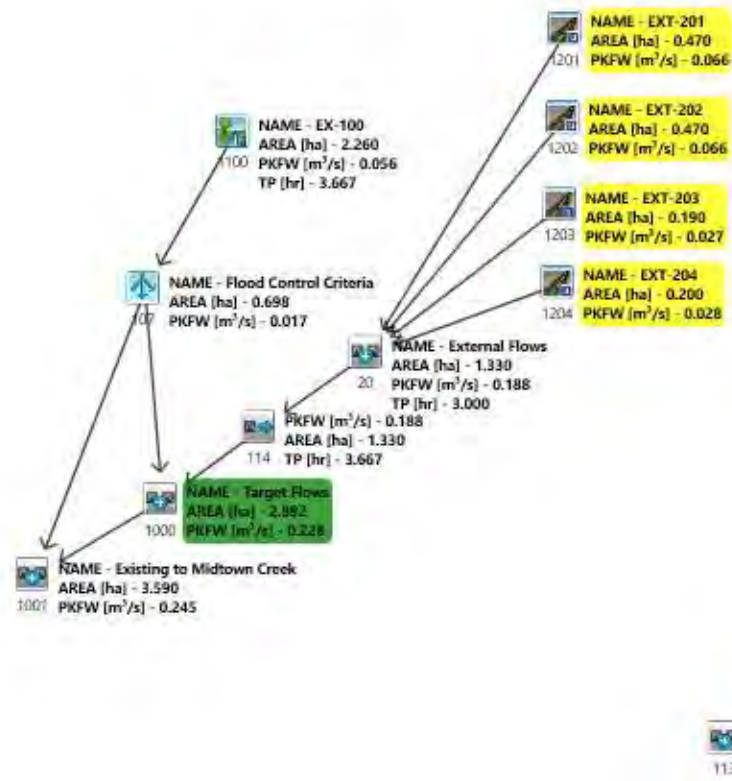 NAME - EXT-201
AREA [ha] - 0.470
1201 PKFW [m³/s] - 0.066
NAME - EXT-202
AREA [ha] - 0.470
1202 PKFW [m³/s] - 0.066
NAME - EX-100
AREA [ha] - 2.260
1100 PKFW [m³/s] - 0.056
TP [hr] - 3.667
NAME - EXT-203
AREA [ha] - 0.190
1203 PKFW [m³/s] - 0.027
NAME - EXT-204
AREA [ha] - 0.200
1204 PKFW [m³/s] - 0.028
NAME - Flood Control Criteria
AREA [ha] - 0.698
107 PKFW [m³/s] - 0.017
NAME - External Flows
AREA [ha] - 1.330
20 PKFW [m³/s] - 0.188
TP [hr] - 3.000
PKFW [m³/s] - 0.188
AREA [ha] - 1.330
114 TP [hr] - 3.667
NAME - Target Flows
AREA [ha] - 2.892
1000 PKFW [m³/s] - 0.228
NAME - Existing to Midtown Creek
AREA [ha] - 3.590
1001 PKFW [m³/s] - 0.245